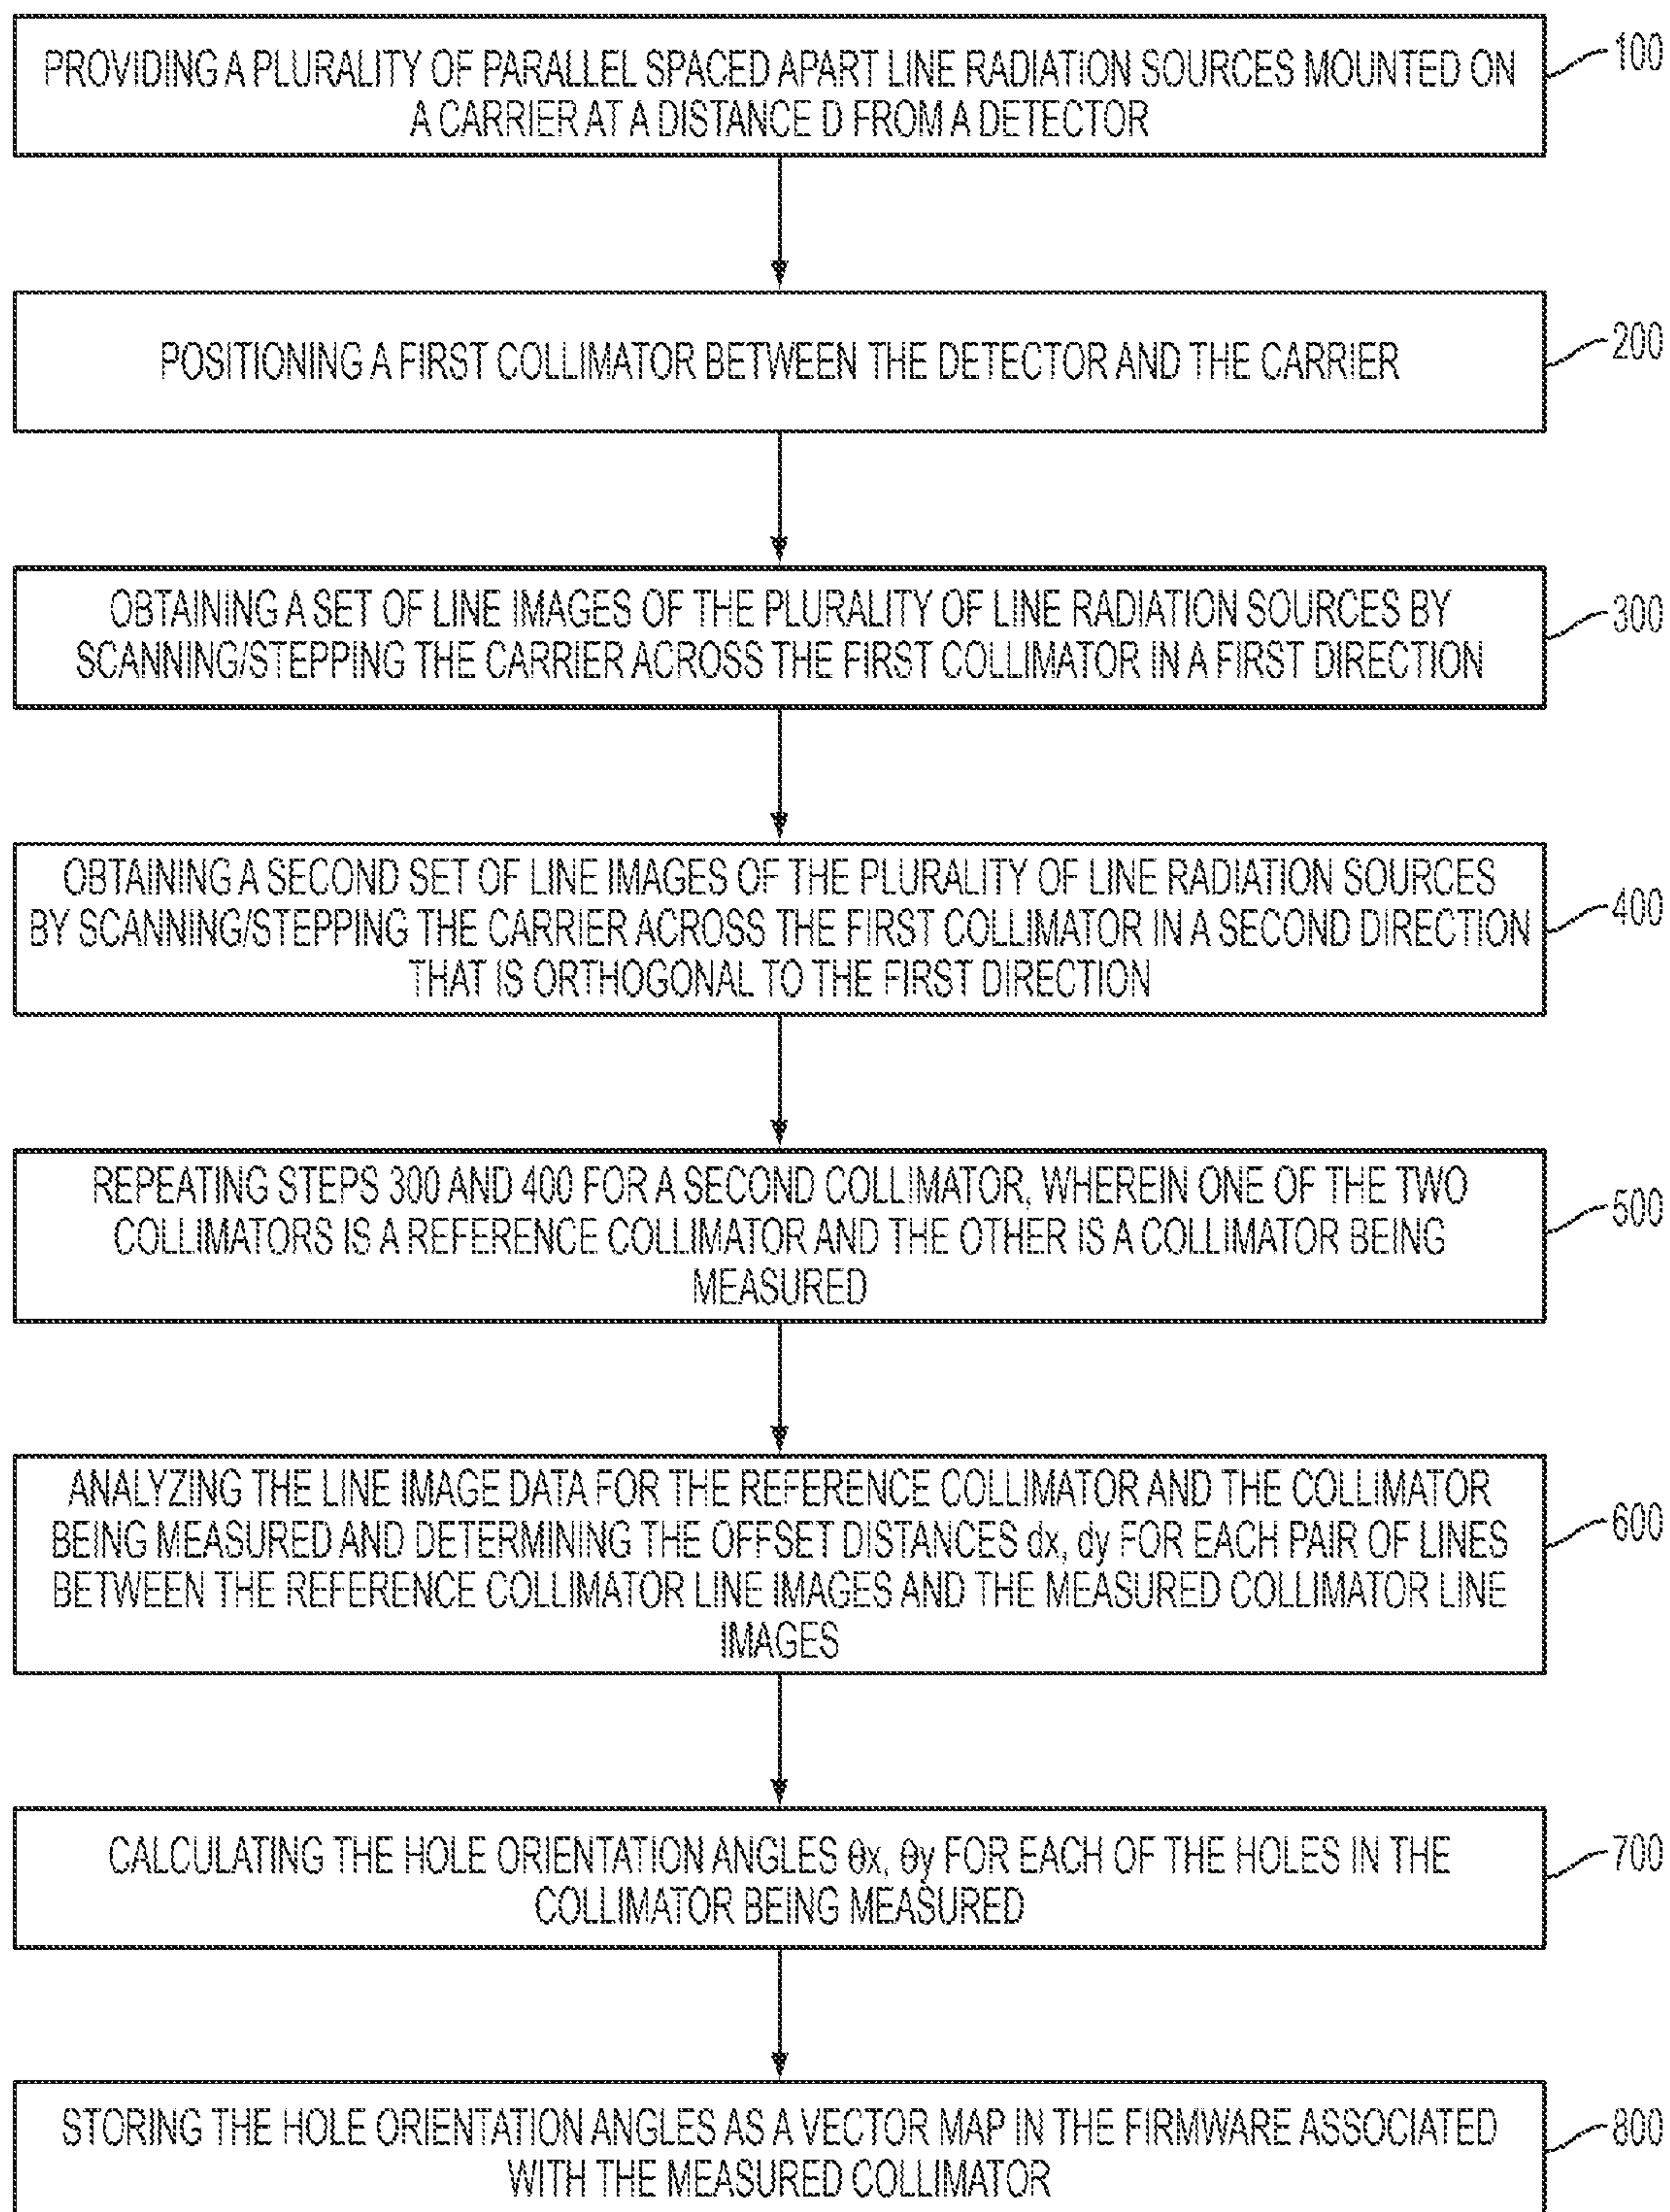 PROVIDING A PLURALITY OF PARALLEL SPACED APART LINE RADIATION SOURCES MOUNTED ON
A CARRIER AT A DISTANCE D FROM A DETECTOR
100
POSITIONING A FIRST COLLIMATOR BETWEEN THE DETECTOR AND THE CARRIER
200
OBTAINING A SET OF LINE IMAGES OF THE PLURALITY OF LINE RADIATION SOURCES BY
SCANNING/STEPPING THE CARRIER ACROSS THE FIRST COLLIMATOR IN A FIRST DIRECTION
300
OBTAINING A SECOND SET OF LINE IMAGES OF THE PLURALITY OF LINE RADIATION SOURCES
BY SCANNING/STEPPING THE CARRIER ACROSS THE FIRST COLLIMATOR IN A SECOND DIRECTION
THAT IS ORTHOGONAL TO THE FIRST DIRECTION
400
REPEATING STEPS 300 AND 400 FOR A SECOND COLLIMATOR, WHEREIN ONE OF THE TWO
COLLIMATORS IS A REFERENCE COLLIMATOR AND THE OTHER IS A COLLIMATOR BEING
MEASURED
500
ANALYZING THE LINE IMAGE DATA FOR THE REFERENCE COLLIMATOR AND THE COLLIMATOR
BEING MEASURED AND DETERMINING THE OFFSET DISTANCES dx, dy FOR EACH PAIR OF LINES
BETWEEN THE REFERENCE COLLIMATOR LINE IMAGES AND THE MEASURED COLLIMATOR LINE
IMAGES
600
CALCULATING THE HOLE ORIENTATION ANGLES θx, θy FOR EACH OF THE HOLES IN THE
COLLIMATOR BEING MEASURED
700
STORING THE HOLE ORIENTATION ANGLES AS A VECTOR MAP IN THE FIRMWARE ASSOCIATED
WITH THE MEASURED COLLIMATOR
800